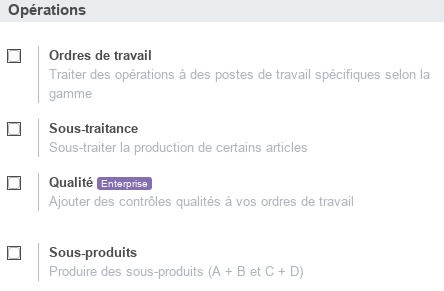 Opérations
Ordres de travail
Traiter des opérations à des postes de travail spécifiques selon la
gamme
Sous-traitance
Sous-traiter la production de certains articles
Qualité Enterprise
Ajouter des contrôles qualités à vos ordres de travail
Sous-produits
Produire des sous-produits (A + B et C + D)